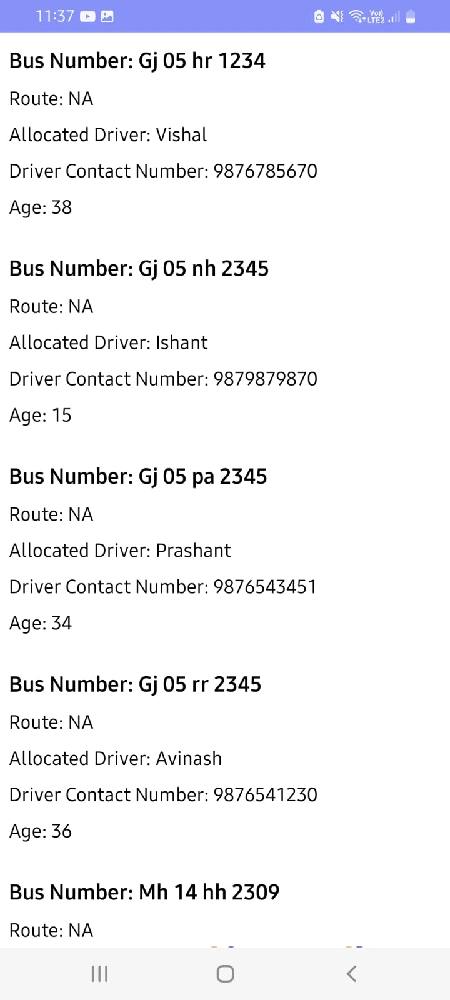 11:37
Vo))
LTE2
Bus Number: Gj 05 hr 1234
Route: NA
Allocated Driver: Vishal
Driver Contact Number: 9876785670
Age: 38
Bus Number: Gj 05 nh 2345
Route: NA
Allocated Driver: Ishant
Driver Contact Number: 9879879870
Age: 15
Bus Number: Gj 05 pa 2345
Route: NA
Allocated Driver: Prashant
Driver Contact Number: 9876543451
Age: 34
Bus Number: Gj 05 rr 2345
Route: NA
Allocated Driver: Avinash
Driver Contact Number: 9876541230
Age: 36
Bus Number: Mh 14 hh 2309
Route: NA